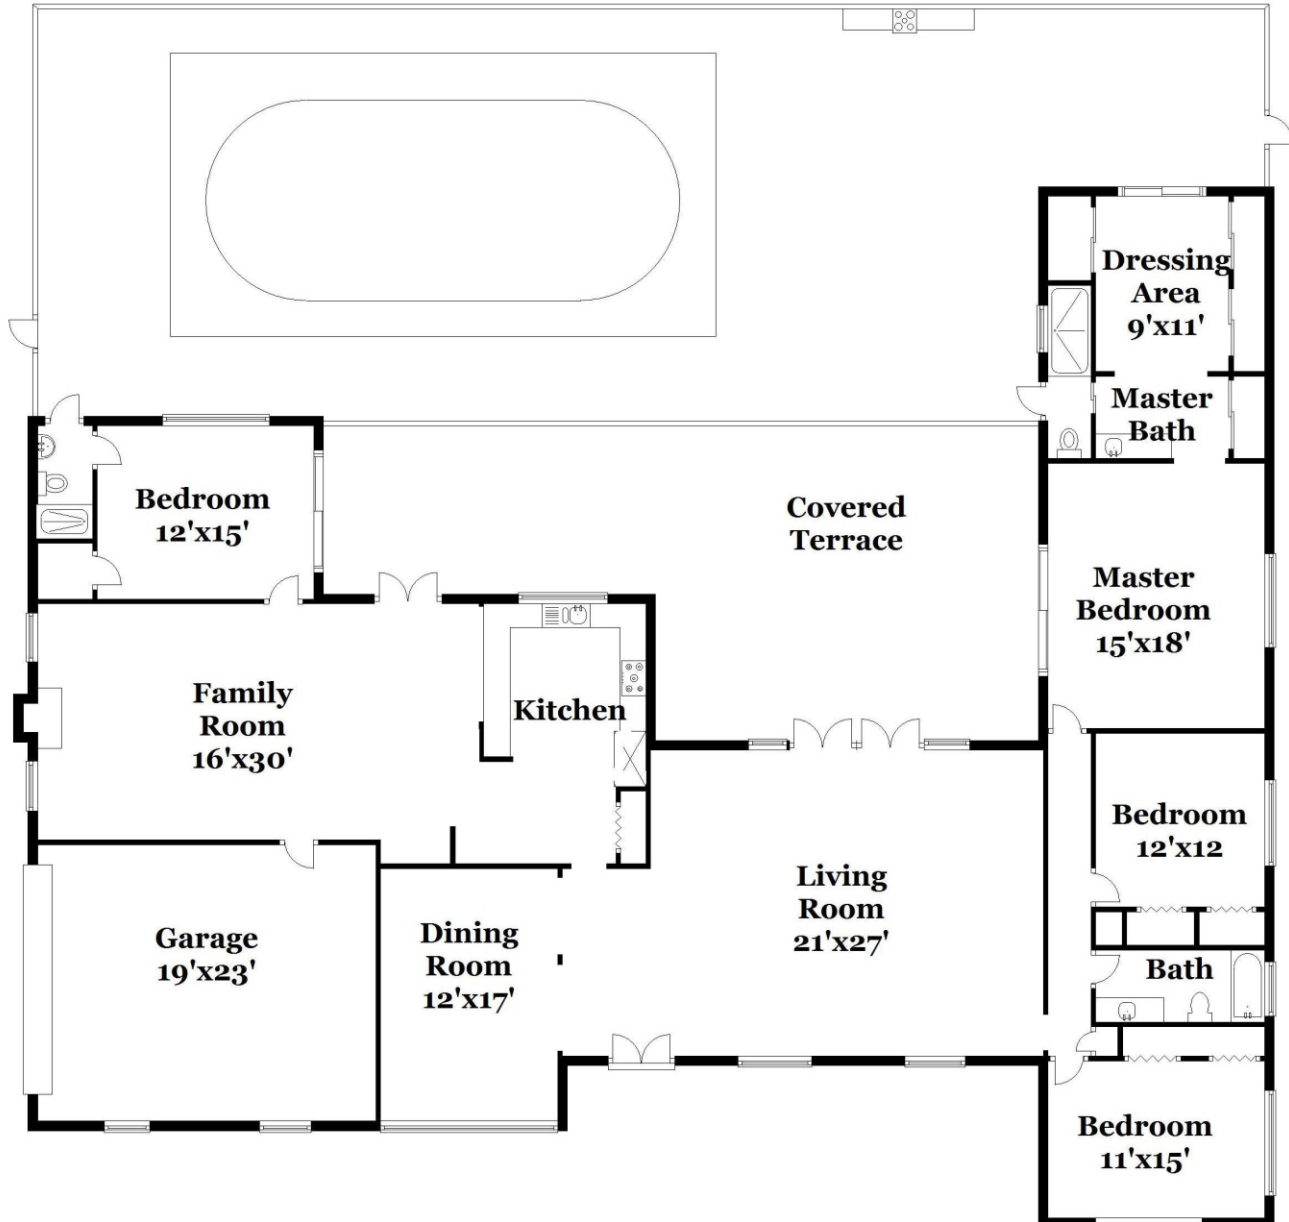 Dressing
Area
9'x11'
Master
Bath
Bedroom
12'x15'
Covered
Terrace
Master
Bedroom
15'x18'
Family
Room
16'x30'
Kitchen
Bedroom
12'x12
Living
Room
21'x27'
Garage
19'x23'
Dining
Room
12'x17'
Bath
Bedroom
11'x15'